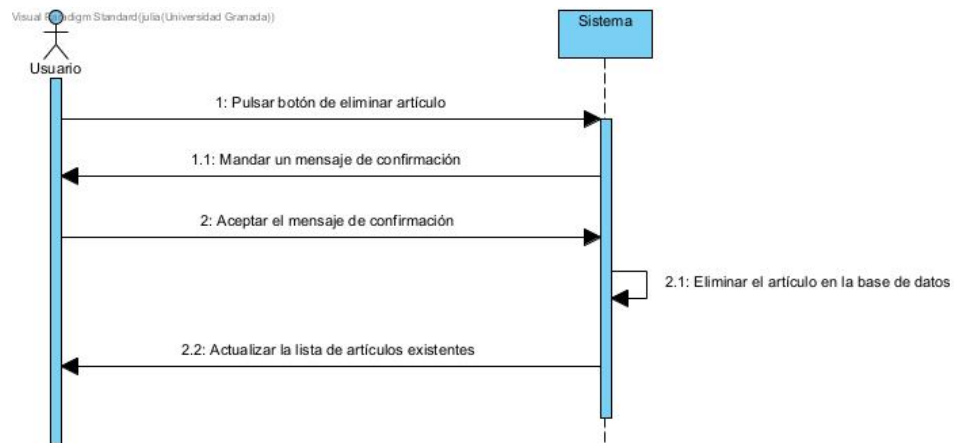 Visual Paradigm Standard(julia(Universidad Granada))
Sistema
Usuario
1: Pulsar botón de eliminar artículo
1.1: Mandar un mensaje de confirmación
2: Aceptar el mensaje de confirmación
2.1: Eliminar el artículo en la base de datos
2.2: Actualizar la lista de artículos existentes